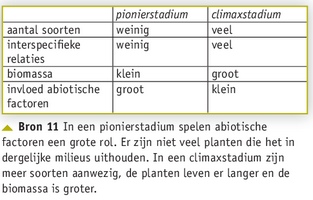 pionierstadium climaxstadium
aantal soorten weinig veel
interspecifieke weinig veel
relaties
biomassa klein groot
invloed abiotische groot klein
factoren
Bron 11 In een pionierstadium spelen abiotische
factoren een grote rol. Er zijn niet veel planten die het in
dergelijke milieus uithouden. In een climaxstadium zijn
meer soorten aanwezig, de planten leven er langer en de
biomassa is groter.